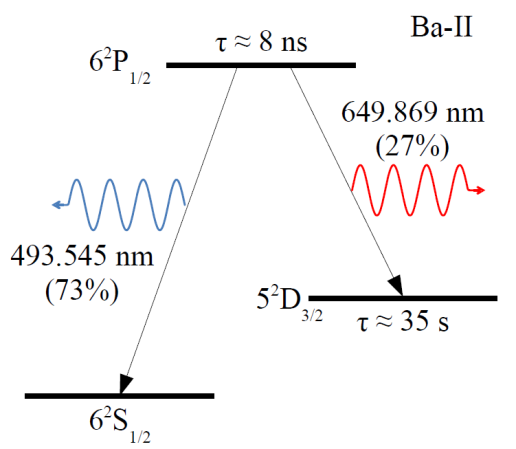 Ba-II
τ ≈ 8 ns
6²P₁/₂
649.869 nm
(27%)
493.545 nm
(73%)
5²D₃/₂
τ ≈ 35 s
6²S₁/₂